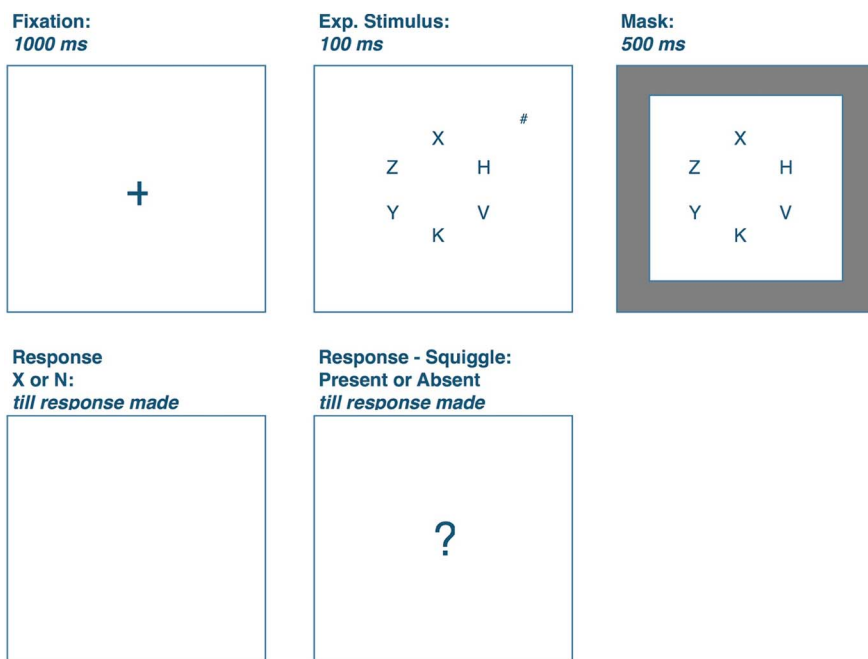 Fixation:
1000 ms
+
Exp. Stimulus:
100 ms
#
X
Z H
Y V
K
Mask:
500 ms
X
Z H
Y V
K
Response
X or N:
till response made
Response - Squiggle:
Present or Absent
till response made
?